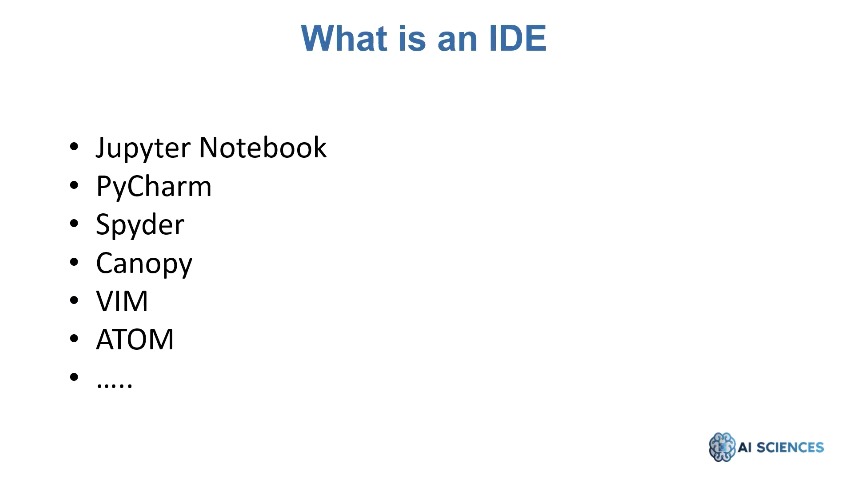 What is an IDE
• Jupyter Notebook
• PyCharm
• Spyder
• Canopy
• VIM
• ATOM
• …..
AI SCIENCES